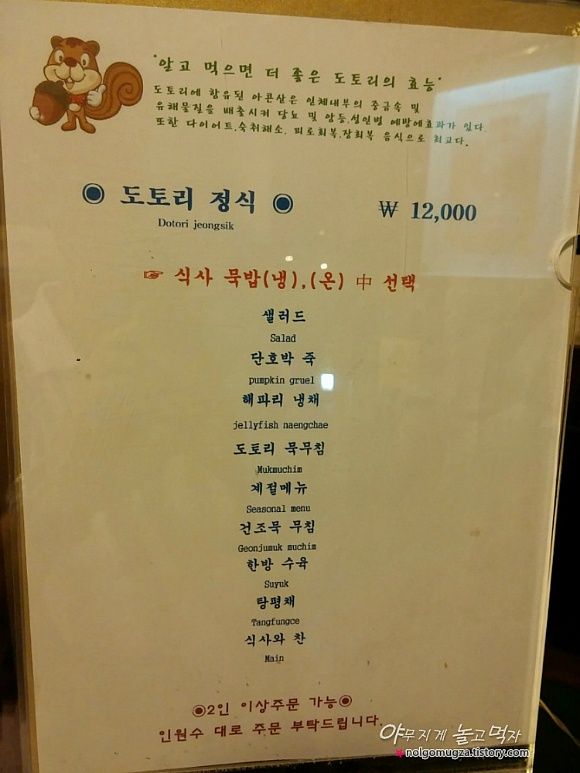 "알고 먹으면 더 좋은 도토리의 효능"
도토리에 함유된 아콘산은 인체내부의 중금속 및
유해물질을 배출시켜 당뇨 및 암등,성인병 예방에효과가 있다.
또한 다이어트,숙취해소, 피로회복,장회복 음식으로 최고다.
◉ 도토리 정식 ◉ ₩ 12,000
Dotori jeongsik
☞ 식사 묵밥(냉),(온) 中 선택
샐러드
Salad
단호박 죽
pumpkin gruel
해파리 냉채
jellyfish naengchae
도토리 묵무침
Mukmuchim
계절메뉴
Seasonal menu
건조묵 무침
Geonjumuk muchim
한방 수육
Suyuk
탕평채
Tangfungce
식사와 찬
Main
◉2인 이상주문 가능◉
인원수 대로 주문 부탁드립니다.
야무지게 놀고먹자
♥nolgomugza.tistory.com